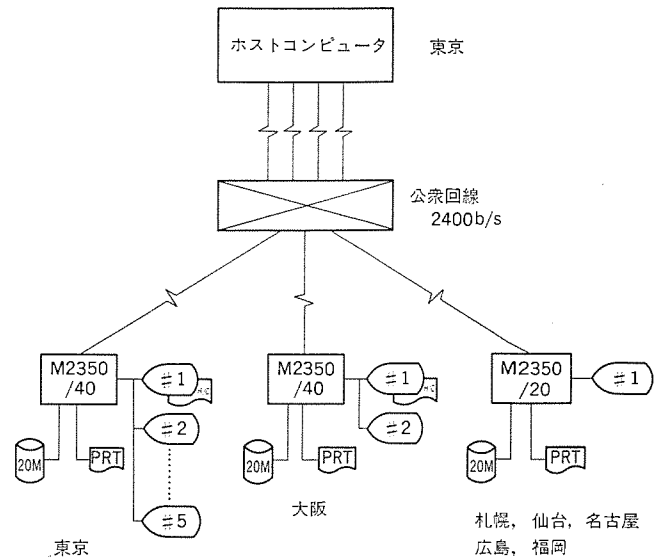 ホストコンピュータ
東京
公衆回線
2400b/s
M2350
/40
#1
H/C
#2
#5
20M
PRT
東京
M2350
/40
#1
H/C
#2
20M
PRT
大阪
M2350
/20
#1
20M
PRT
札幌, 仙台, 名古屋
広島, 福岡